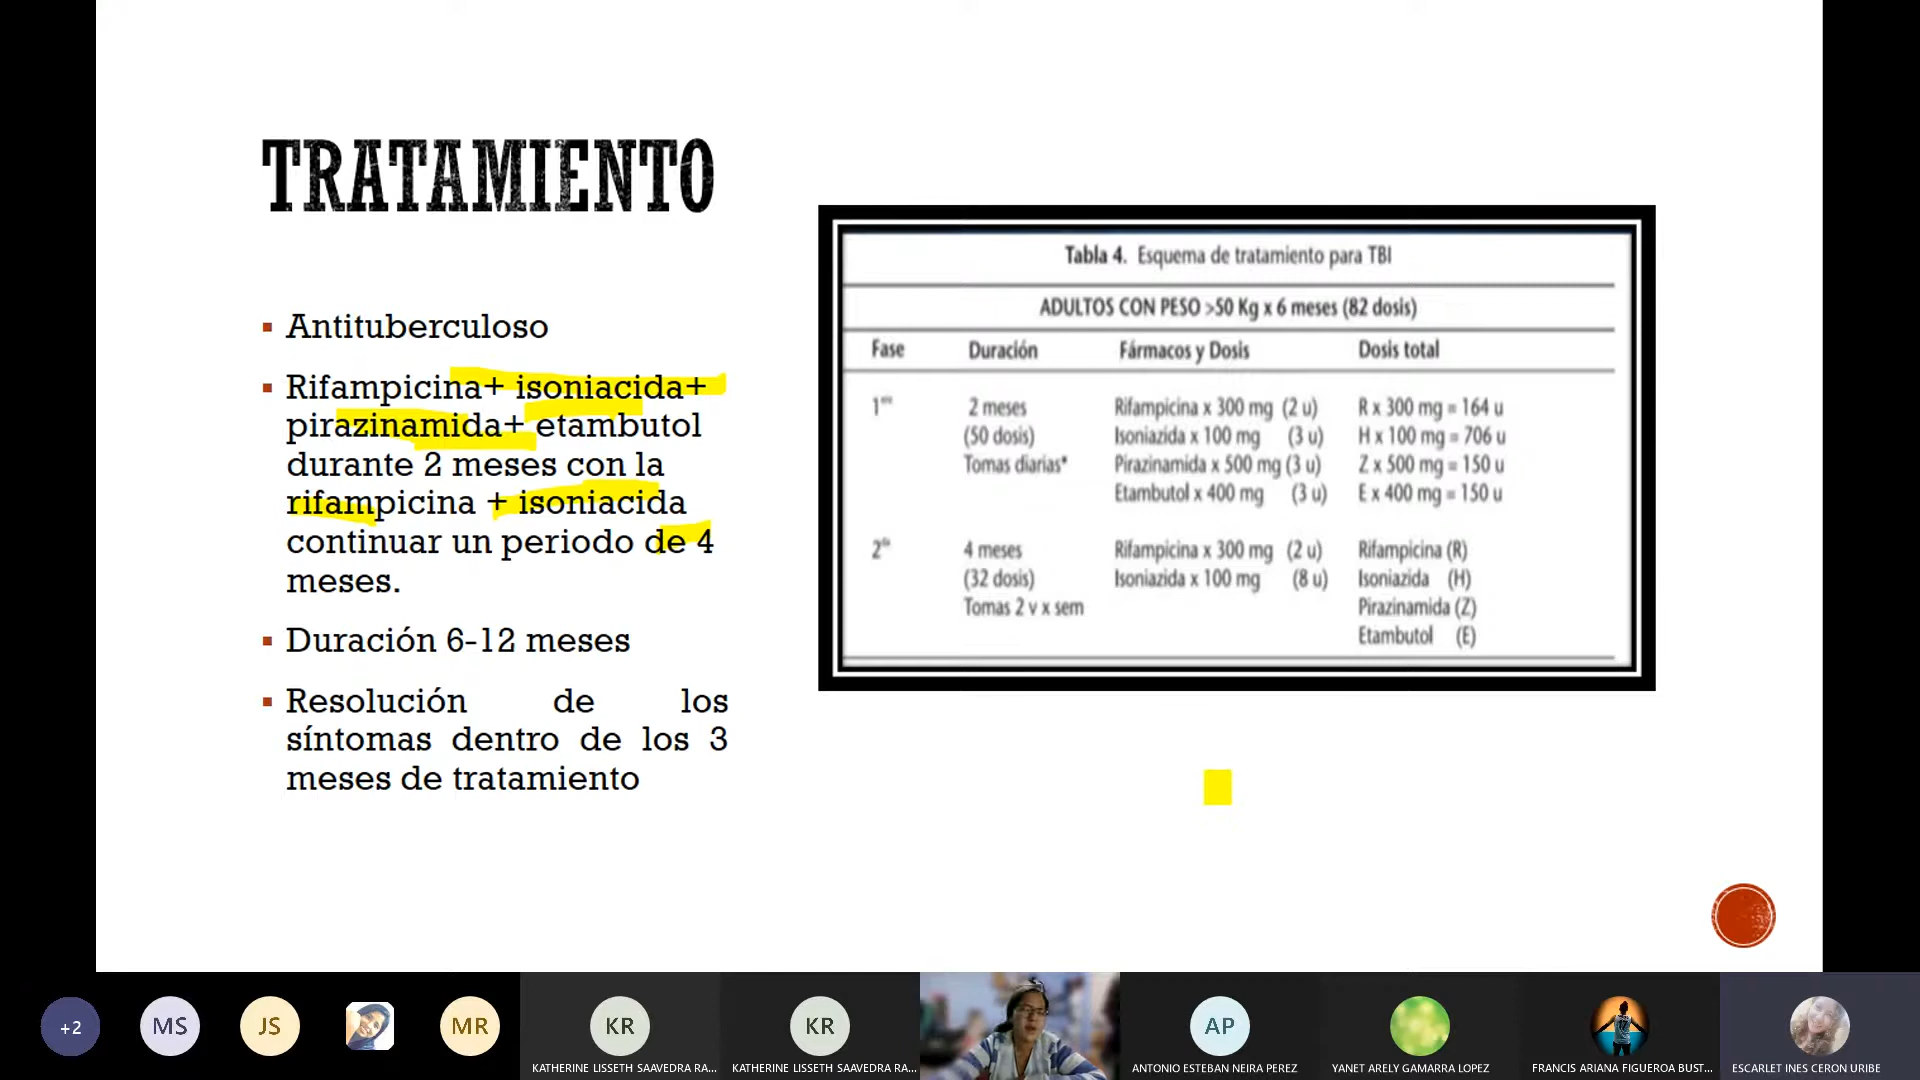 TRATAMIENTO
▪ Antituberculoso
▪ Rifampicina+ isoniacida+
pirazinamida+ etambutol
durante 2 meses con la
rifampicina + isoniacida
continuar un periodo de 4
meses.
▪ Duración 6-12 meses
▪ Resolución de los
síntomas dentro de los 3
meses de tratamiento
Tabla 4. Esquema de tratamiento para TBI
ADULTOS CON PESO >50 Kg x 6 meses (82 dosis)
Fase Duración Fármacos y Dosis Dosis total
1ra 2 meses Rifampicina x 300 mg (2 u) R x 300 mg = 164 u
(50 dosis) Isoniazida x 100 mg (3 u) H x 100 mg = 706 u
Tomas diarias* Pirazinamida x 500 mg (3 u) Z x 500 mg = 150 u
Etambutol x 400 mg (3 u) E x 400 mg = 150 u
2da 4 meses Rifampicina x 300 mg (2 u) Rifampicina (R)
(32 dosis) Isoniazida x 100 mg (8 u) Isoniazida (H)
Tomas 2 v x sem Pirazinamida (Z)
Etambutol (E)
+2 MS JS MR KR KR AP
KATHERINE LISSETH SAAVEDRA RA... KATHERINE LISSETH SAAVEDRA RA... ANTONIO ESTEBAN NEIRA PEREZ YANET ARELY GAMARRA LOPEZ FRANCIS ARIANA FIGUEROA BUST... ESCARLET INES CERON URIBE